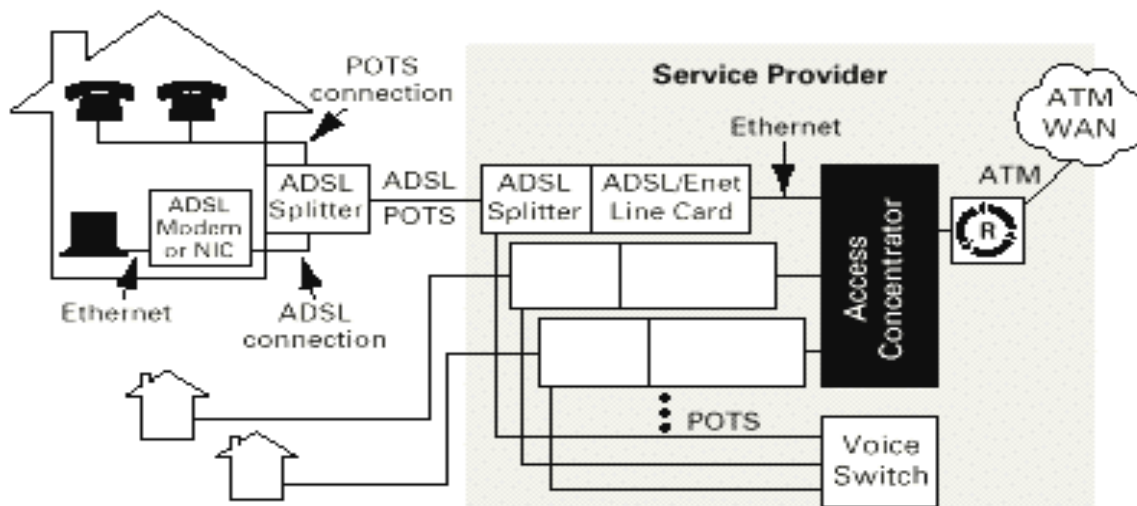 POTS
connection
Service Provider
ATM
WAN
Ethernet
ADSL
Splitter
ADSL
POTS
ADSL
Splitter
ADSL/Enet
Line Card
ATM
ADSL
Modem
or NIC
R
Access
Concentrator
Ethernet
ADSL
connection
POTS
Voice
Switch